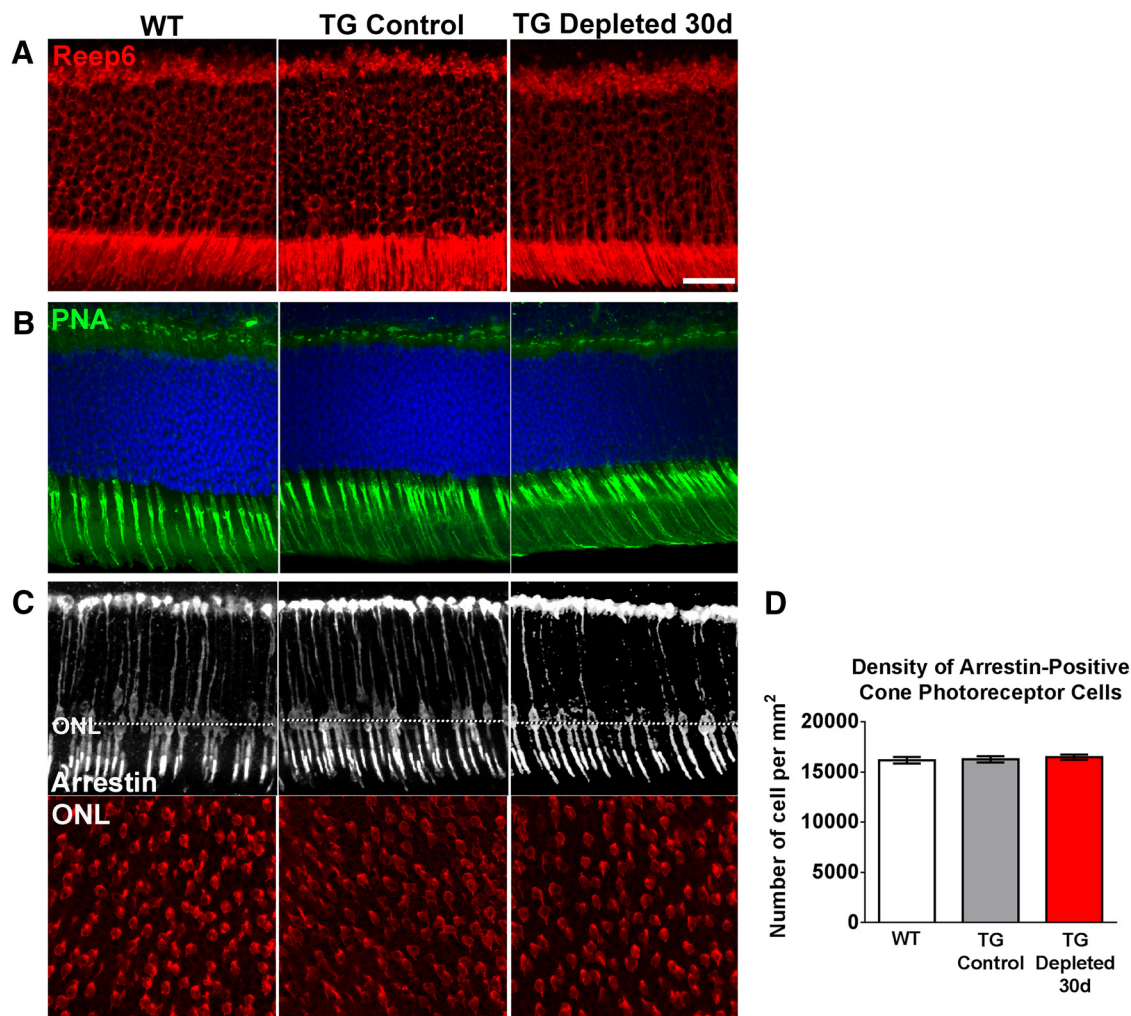 WT
TG Control
TG Depleted 30d
A
Reep6
B
PNA
C
ONL
Arrestin
ONL
D
Density of Arrestin-Positive
Cone Photoreceptor Cells
Number of cell per mm²
20000
15000
10000
5000
0
WT
TG
Control
TG
Depleted
30d